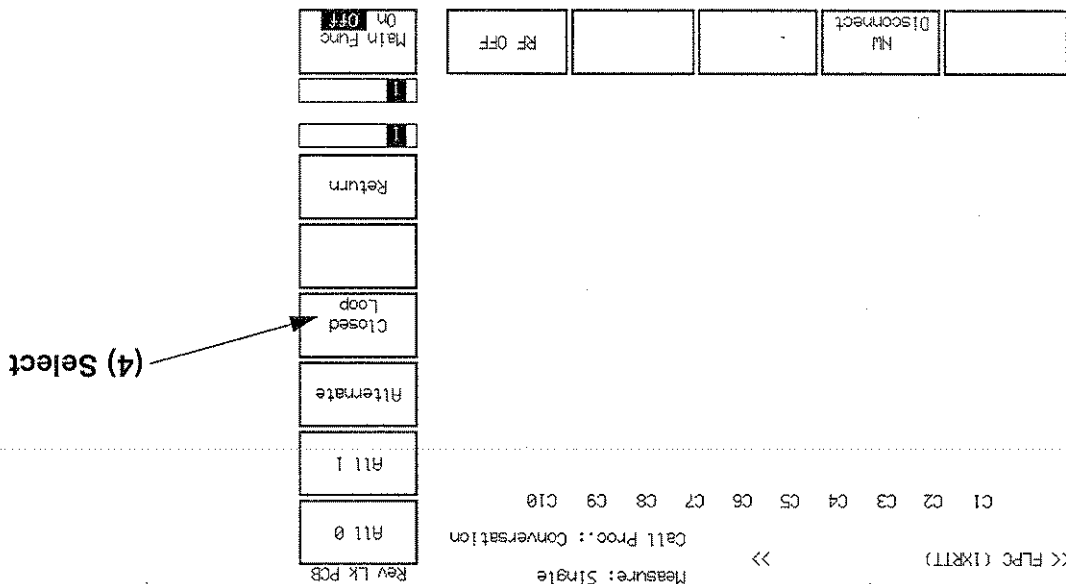 Measure: Single
<< FLPC (1XRTT) >>
Call Proc.: Conversation
C1 C2 C3 C4 C5 C6 C7 C8 C9 C10
Rev Lk PCB
All 0
All 1
Alternate
Closed
Loop
Return
1
1
Main Func
On Off
NW
Disconnect
RF OFF
(4) Select